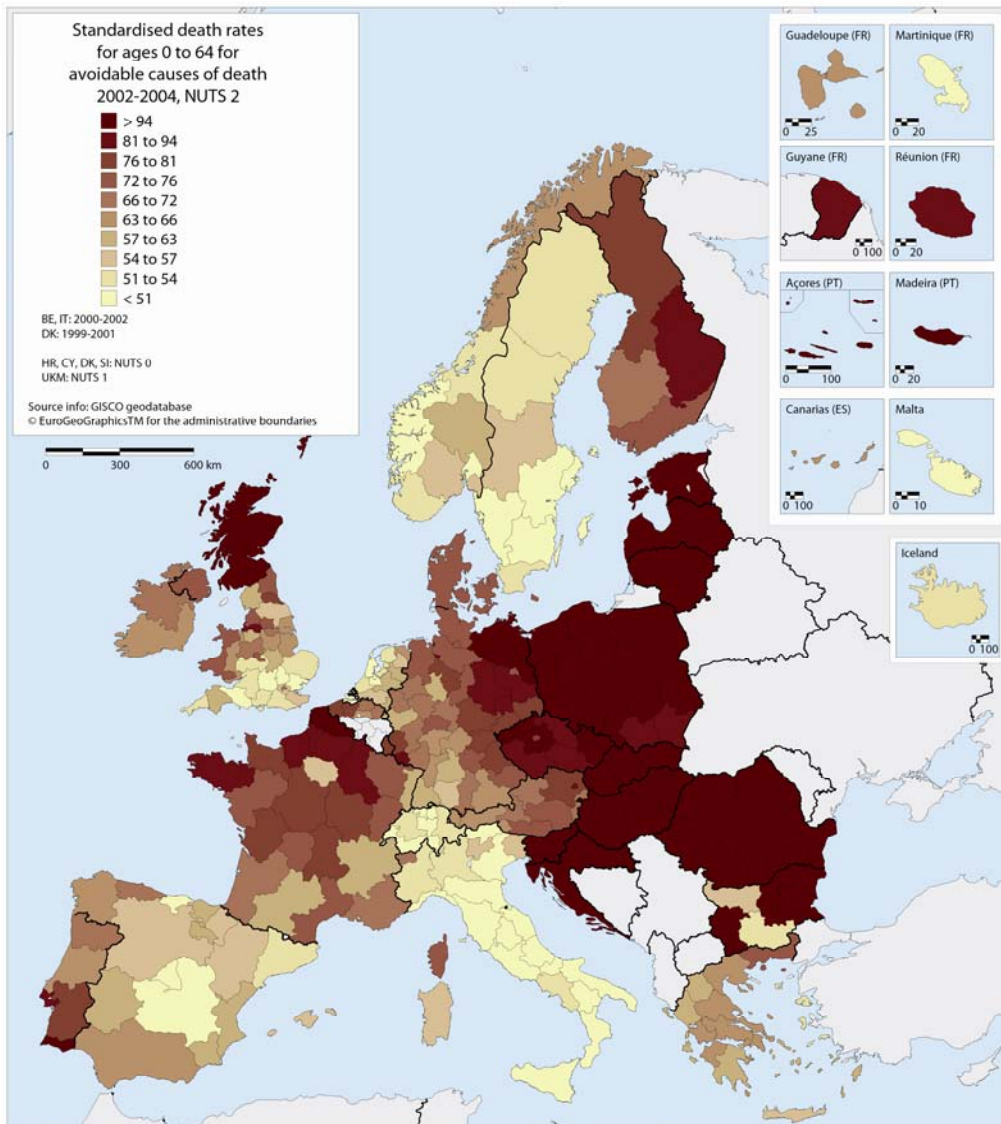 Standardised death rates
for ages 0 to 64 for
avoidable causes of death
2002-2004, NUTS 2
> 94
81 to 94
76 to 81
72 to 76
66 to 72
63 to 66
57 to 63
54 to 57
51 to 54
< 51
BE, IT: 2000-2002
DK: 1999-2001
HR, CY, DK, SI: NUTS 0
UKM: NUTS 1
Source info: GISCO geodatabase
© EuroGeoGraphicsTM for the administrative boundaries
0 300 600 km
Guadeloupe (FR)
0 25
Martinique (FR)
0 20
Guyane (FR)
0 100
Réunion (FR)
0 20
Açores (PT)
0 100
Madeira (PT)
0 20
Canarias (ES)
0 100
Malta
0 10
Iceland
0 100